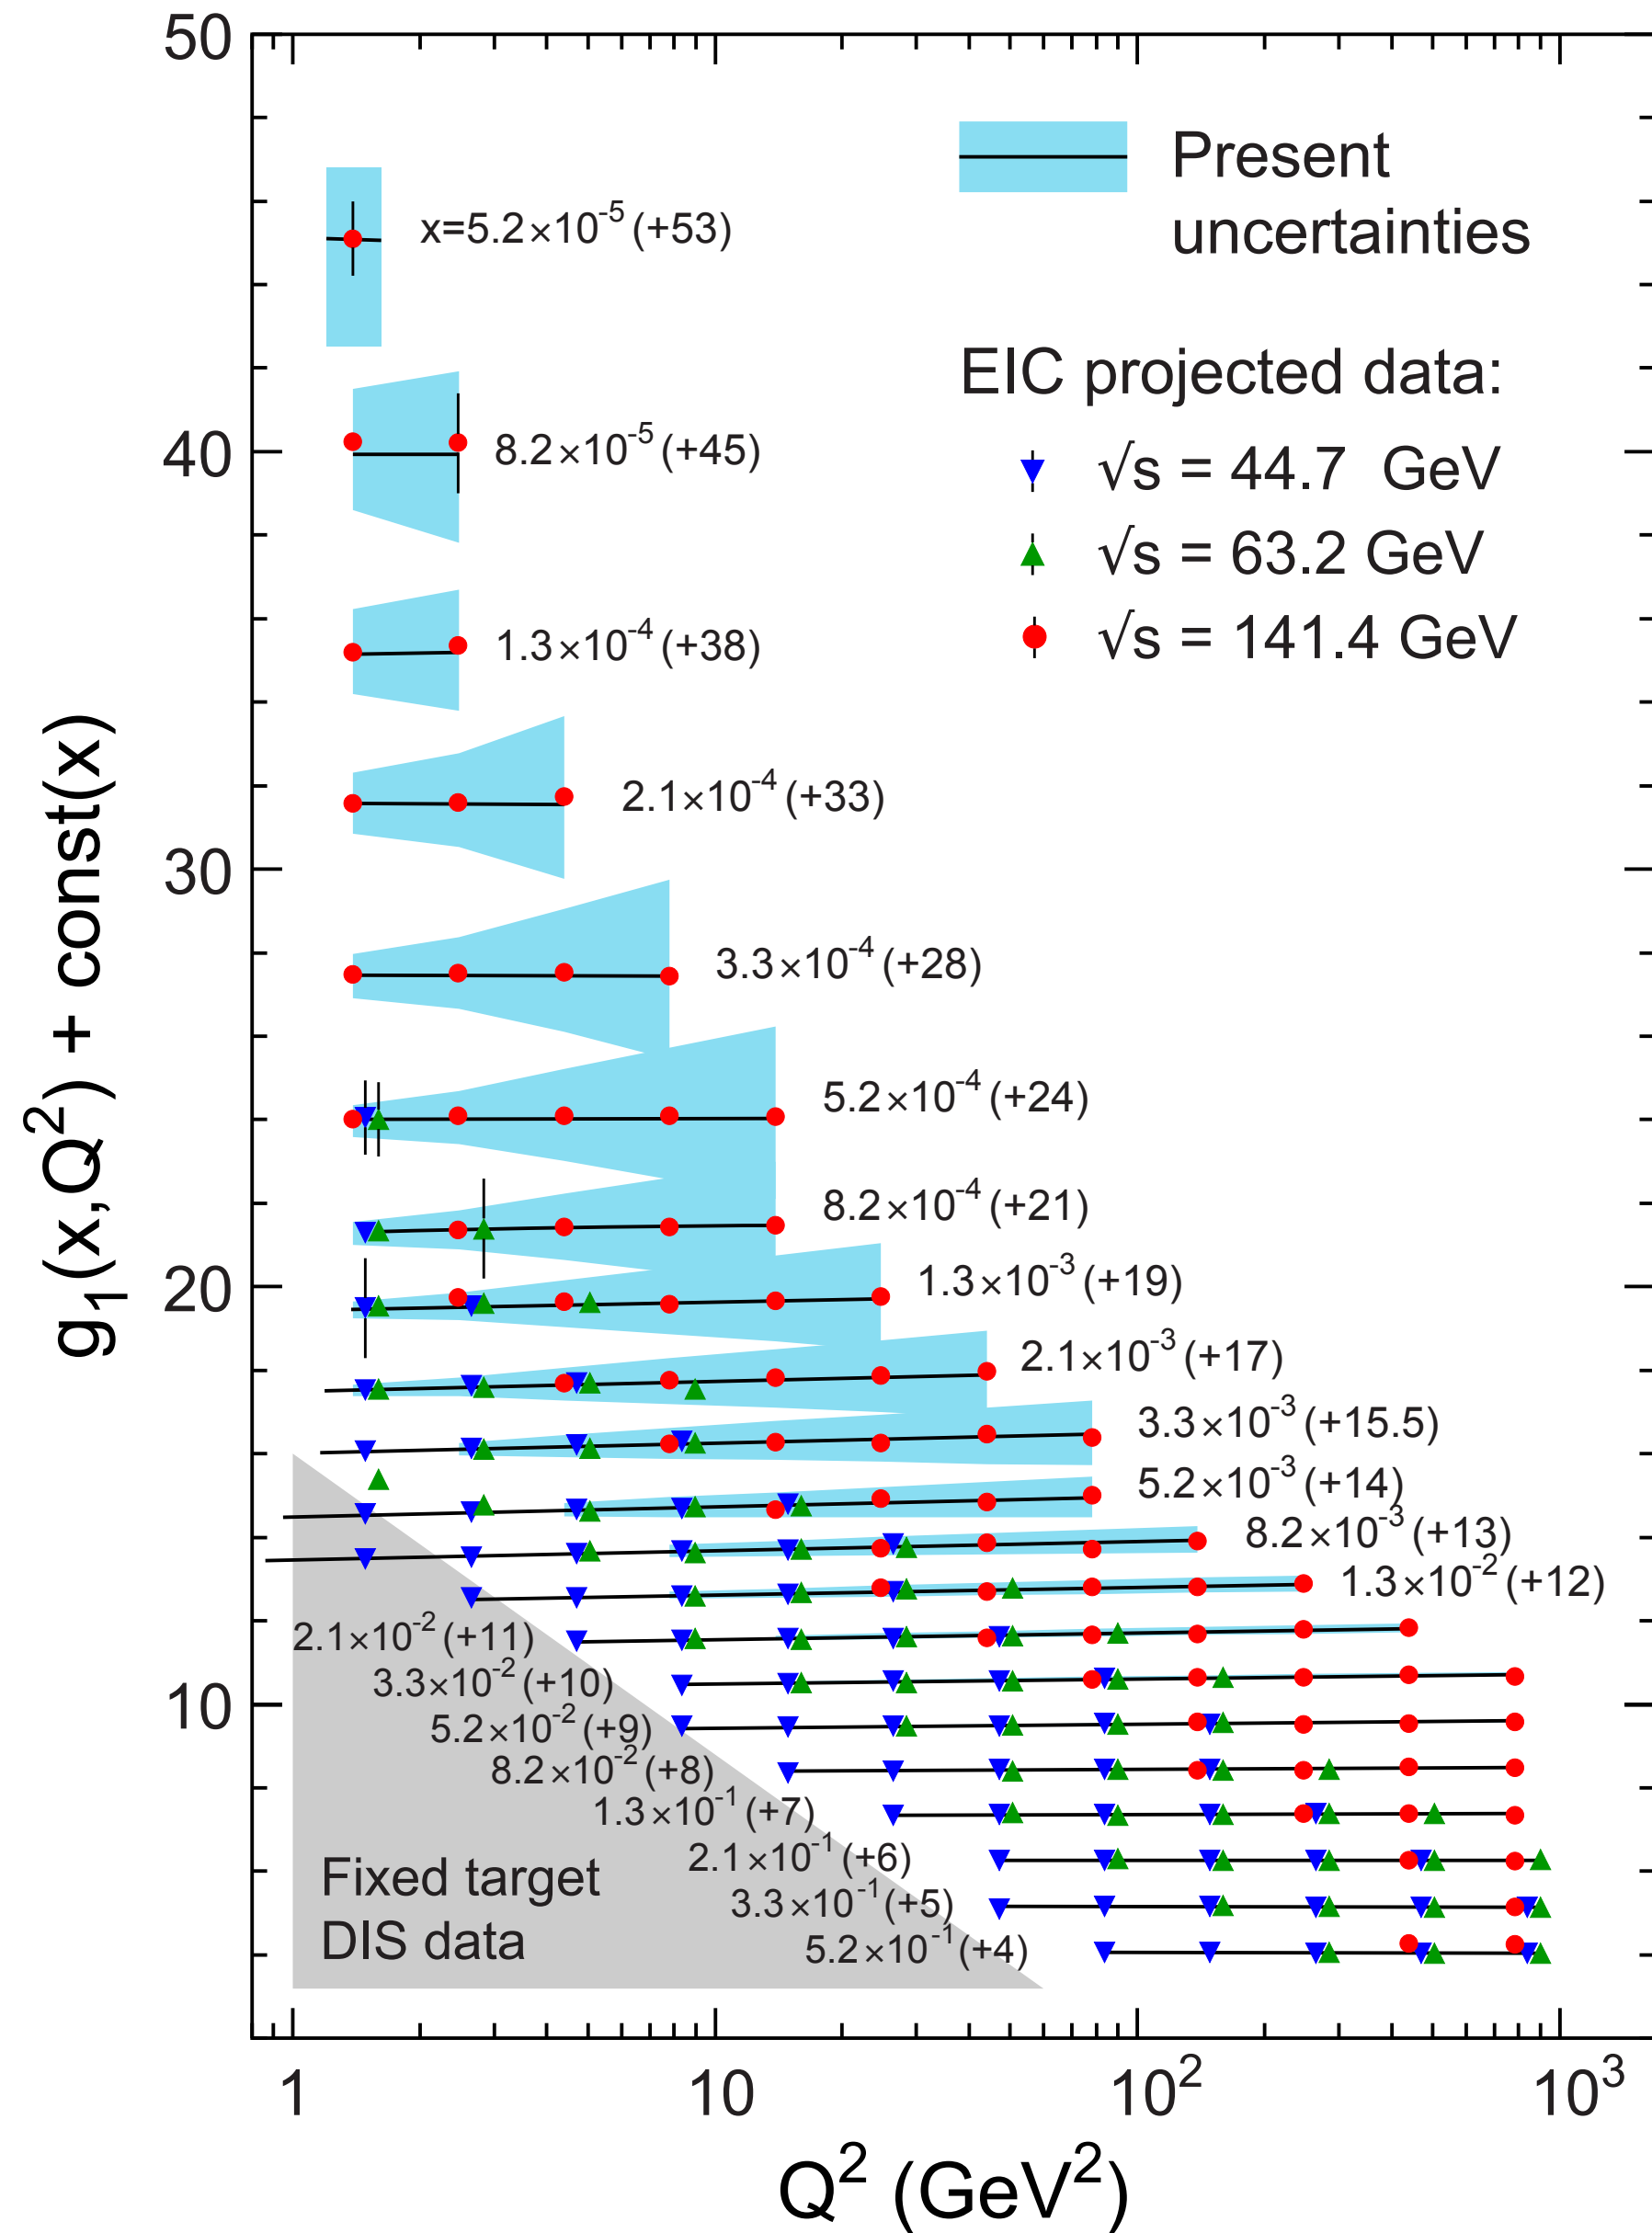 50
40
30
20
10
g₁(x,Q²) + const(x)
Present
uncertainties
EIC projected data:
√s = 44.7 GeV
√s = 63.2 GeV
√s = 141.4 GeV
x=5.2×10⁻⁵ (+53)
8.2×10⁻⁵ (+45)
1.3×10⁻⁴ (+38)
2.1×10⁻⁴ (+33)
3.3×10⁻⁴ (+28)
5.2×10⁻⁴ (+24)
8.2×10⁻⁴ (+21)
1.3×10⁻³ (+19)
2.1×10⁻³ (+17)
3.3×10⁻³ (+15.5)
5.2×10⁻³ (+14)
8.2×10⁻³ (+13)
1.3×10⁻² (+12)
2.1×10⁻² (+11)
3.3×10⁻² (+10)
5.2×10⁻² (+9)
8.2×10⁻² (+8)
1.3×10⁻¹ (+7)
2.1×10⁻¹ (+6)
3.3×10⁻¹ (+5)
5.2×10⁻¹ (+4)
Fixed target
DIS data
1
10
10²
10³
Q² (GeV²)